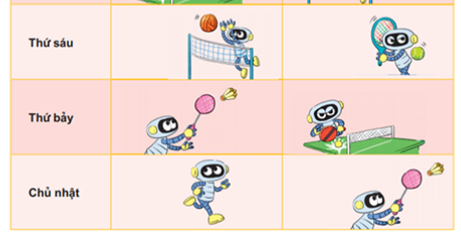 Thứ sáu
Thứ bảy
Chủ nhật